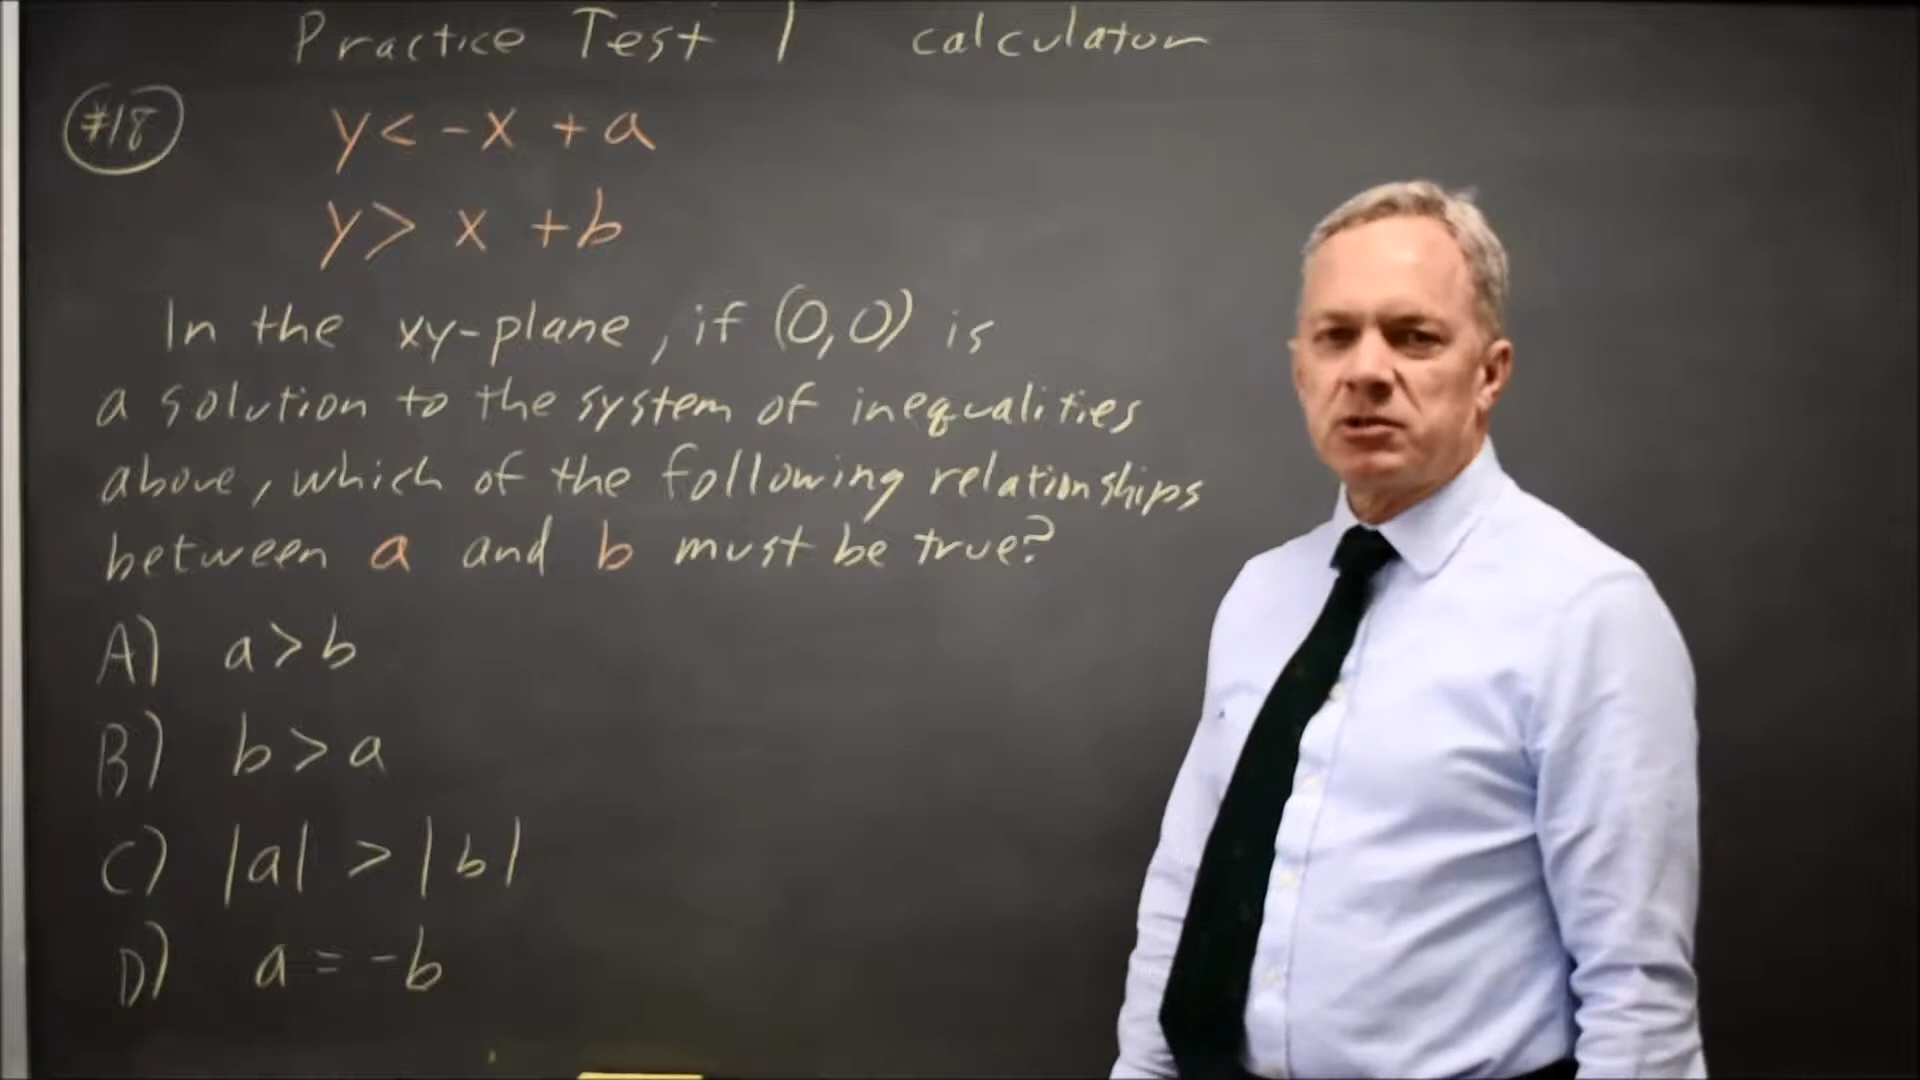 Practice Test 1 calculator
#18
y < -x + a
y > x + b
In the xy-plane, if (0,0) is
a solution to the system of inequalities
above, which of the following relationships
between a and b must be true?
A) a > b
B) b > a
C) |a| > |b|
D) a = -b